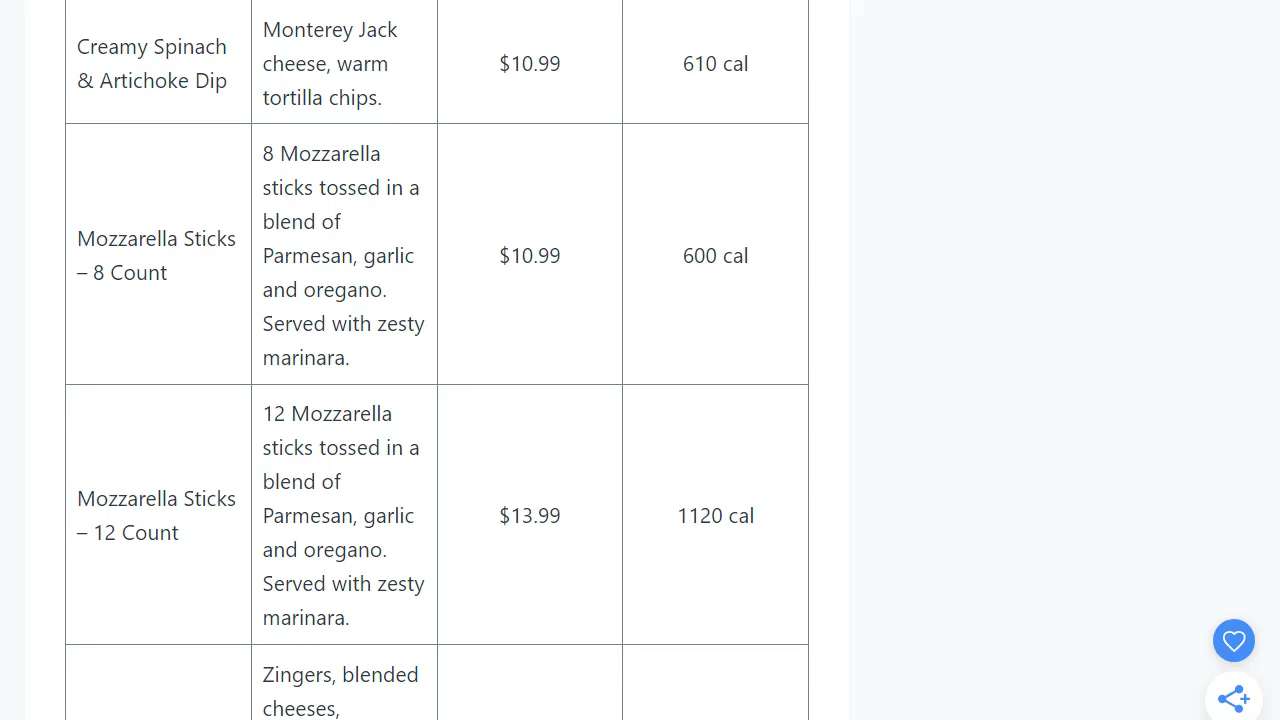 Creamy Spinach
& Artichoke Dip
Monterey Jack
cheese, warm
tortilla chips.
$10.99
610 cal
Mozzarella Sticks
– 8 Count
8 Mozzarella
sticks tossed in a
blend of
Parmesan, garlic
and oregano.
Served with zesty
marinara.
$10.99
600 cal
Mozzarella Sticks
– 12 Count
12 Mozzarella
sticks tossed in a
blend of
Parmesan, garlic
and oregano.
Served with zesty
marinara.
$13.99
1120 cal
Zingers, blended
cheeses,